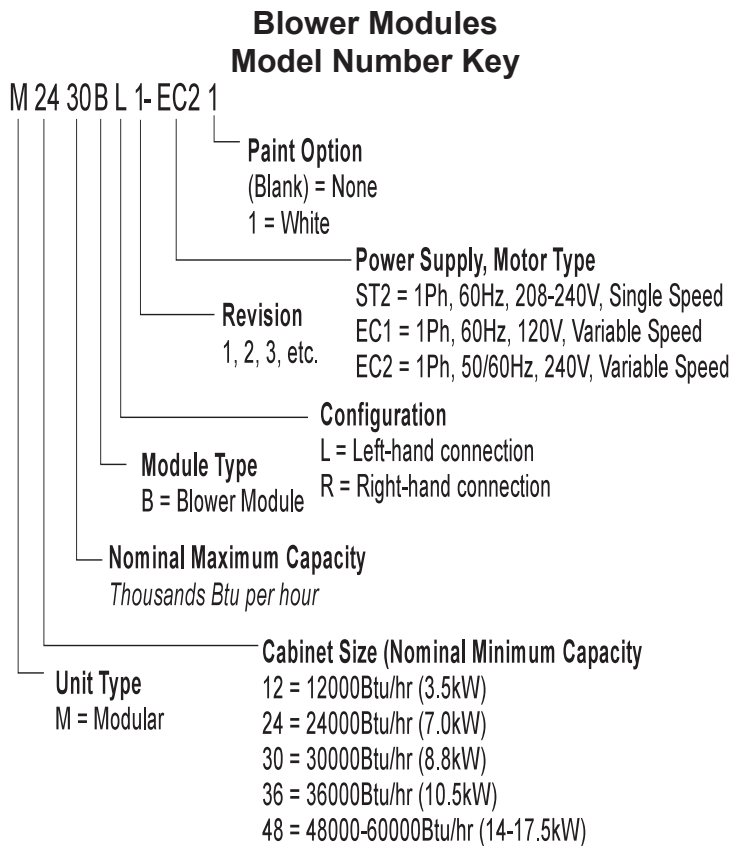 Blower Modules
Model Number Key
M 24 30 B L 1- EC2 1
Paint Option
(Blank) = None
1 = White
Power Supply, Motor Type
ST2 = 1Ph, 60Hz, 208-240V, Single Speed
EC1 = 1Ph, 60Hz, 120V, Variable Speed
EC2 = 1Ph, 50/60Hz, 240V, Variable Speed
Revision
1, 2, 3, etc.
Configuration
L = Left-hand connection
R = Right-hand connection
Module Type
B = Blower Module
Nominal Maximum Capacity
Thousands Btu per hour
Cabinet Size (Nominal Minimum Capacity
12 = 12000Btu/hr (3.5kW)
24 = 24000Btu/hr (7.0kW)
30 = 30000Btu/hr (8.8kW)
36 = 36000Btu/hr (10.5kW)
48 = 48000-60000Btu/hr (14-17.5kW)
Unit Type
M = Modular